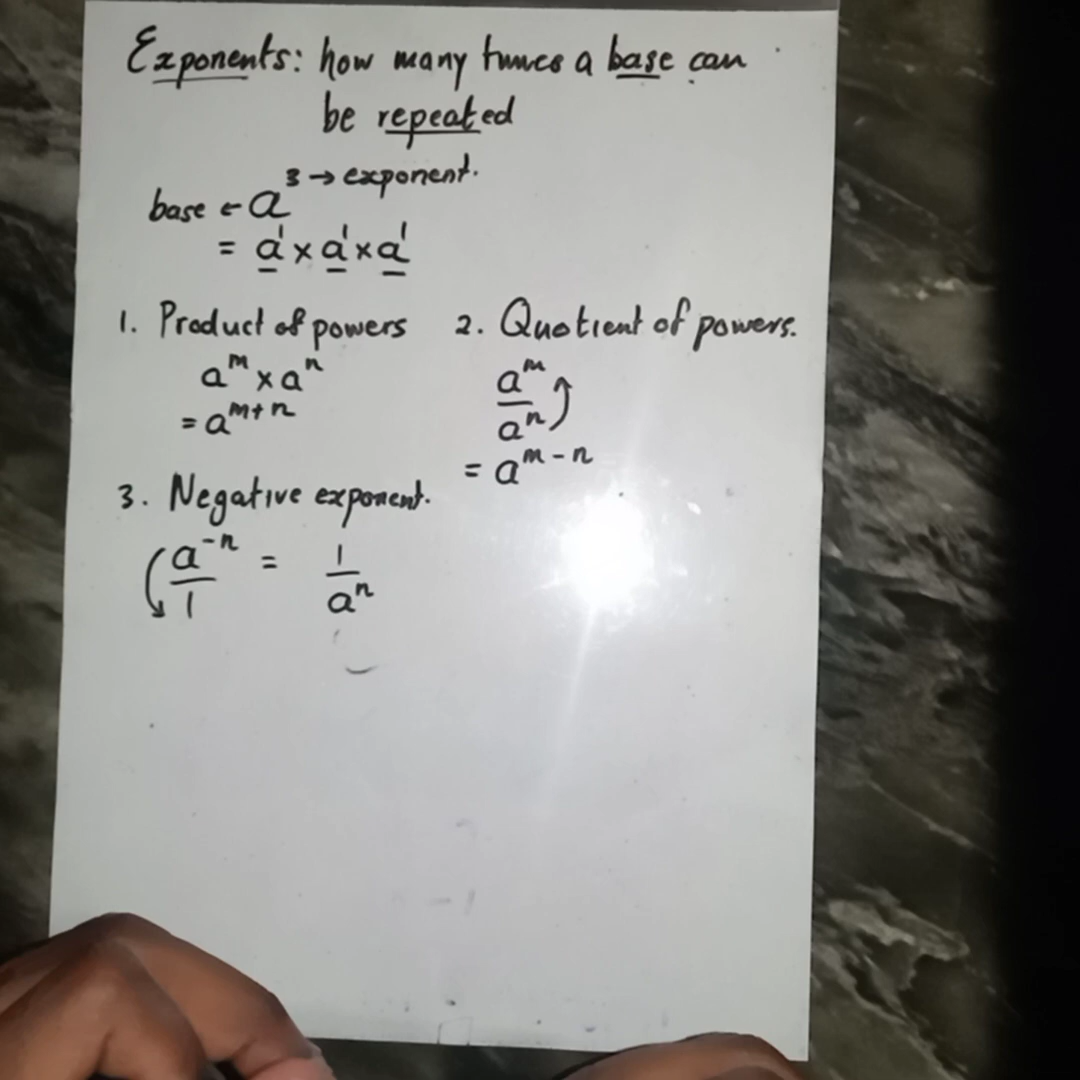 Exponents: how many times a base can
be repeated
3 → exponent.
base ← a
= a¹ × a¹ × a¹
1. Product of powers
aᵐ × aⁿ
= aᵐ⁺ⁿ
2. Quotient of powers.
aᵐ
aⁿ
= aᵐ⁻ⁿ
3. Negative exponent.
a⁻ⁿ = 1
1 aⁿ